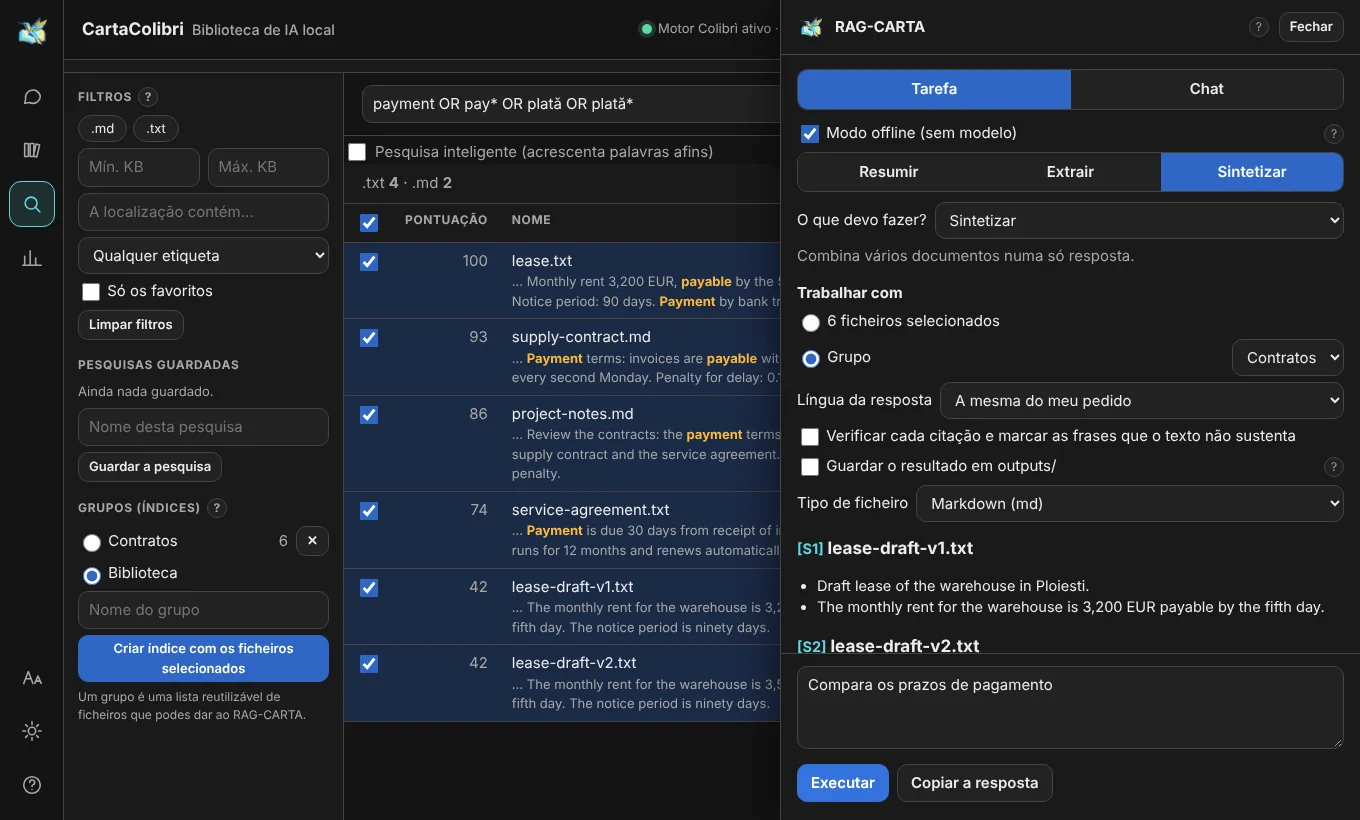 CartaColibri Biblioteca de IA local
Motor Colibrì ativo ·
FILTROS ?
.md .txt
Mín. KB Máx. KB
A localização contém…
Qualquer etiqueta
Só os favoritos
Limpar filtros
PESQUISAS GUARDADAS
Ainda nada guardado.
Nome desta pesquisa
Guardar a pesquisa
GRUPOS (ÍNDICES) ?
Contratos 6 ✕
Biblioteca
Nome do grupo
Criar índice com os ficheiros
selecionados
Um grupo é uma lista reutilizável de
ficheiros que podes dar ao RAG-CARTA.
AA
payment OR pay* OR plată OR plată*
Pesquisa inteligente (acrescenta palavras afins)
.txt 4 · .md 2
PONTUAÇÃO NOME
100 lease.txt
... Monthly rent 3,200 EUR, payable by the
Notice period: 90 days. Payment by bank
93 supply-contract.md
... Payment terms: invoices are payable
every second Monday. Penalty for delay:
86 project-notes.md
... Review the contracts: the payment terms
supply contract and the service agreement.
penalty.
74 service-agreement.txt
... Payment is due 30 days from receipt of
runs for 12 months and renews
42 lease-draft-v1.txt
... The monthly rent for the warehouse is
fifth day. The notice period is ninety days.
42 lease-draft-v2.txt
... The monthly rent for the warehouse is
fifth day. The notice period is ninety days.
RAG-CARTA ? Fechar
Tarefa Chat
Modo offline (sem modelo) ?
Resumir Extrair Sintetizar
O que devo fazer? Sintetizar
Combina vários documentos numa só resposta.
Trabalhar com
6 ficheiros selecionados
Grupo Contratos
Língua da resposta A mesma do meu pedido
Verificar cada citação e marcar as frases que o texto não sustenta
Guardar o resultado em outputs/ ?
Tipo de ficheiro Markdown (md)
[S1] lease-draft-v1.txt
• Draft lease of the warehouse in Ploiesti.
• The monthly rent for the warehouse is 3,200 EUR payable by the fifth day.
[S2] lease-draft-v2.txt
Compara os prazos de pagamento
Executar Copiar a resposta